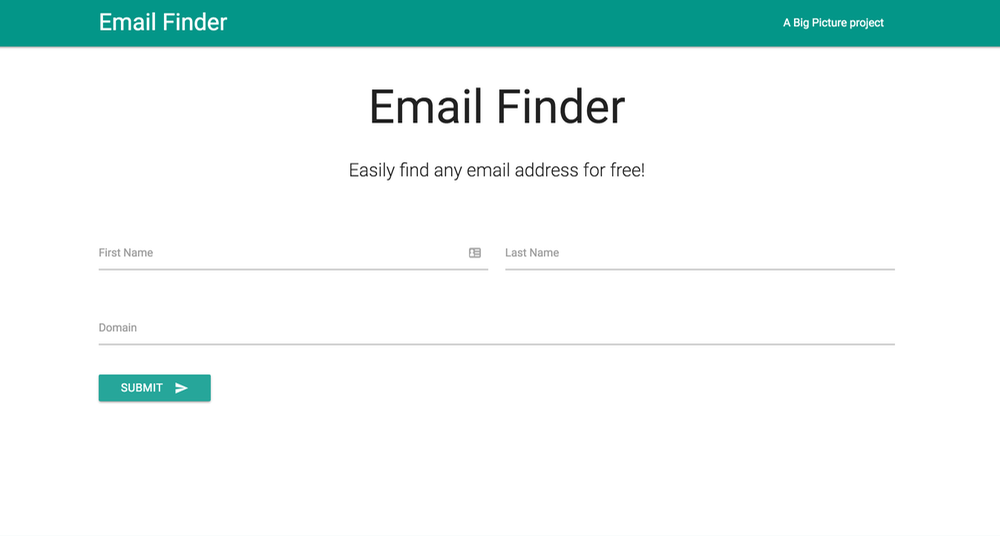 Email Finder
A Big Picture project
Email Finder
Easily find any email address for free!
First Name
Last Name
Domain
SUBMIT